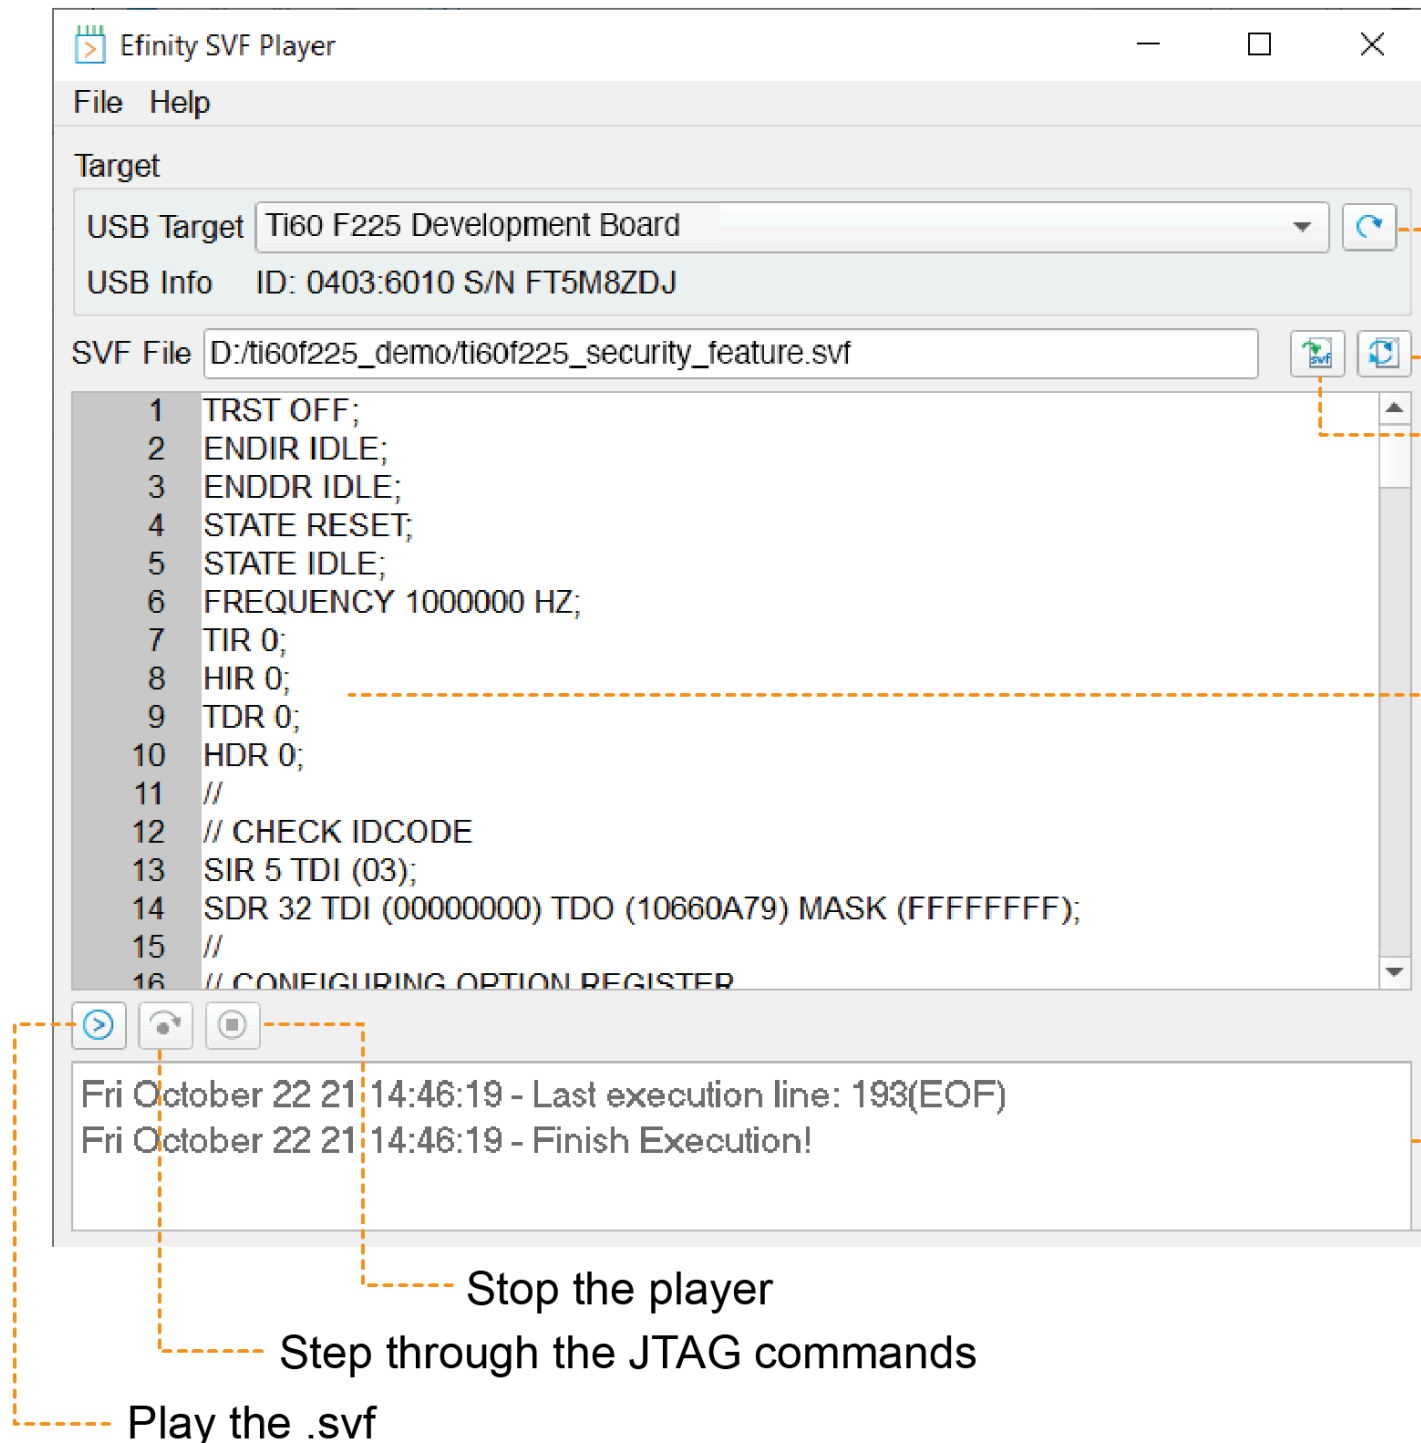 Efinity SVF Player
File Help
Target
USB Target Ti60 F225 Development Board
USB Info ID: 0403:6010 S/N FT5M8ZDJ
SVF File D:/ti60f225_demo/ti60f225_security_feature.svf
svf
1 TRST OFF;
2 ENDIR IDLE;
3 ENDDR IDLE;
4 STATE RESET;
5 STATE IDLE;
6 FREQUENCY 1000000 HZ;
7 TIR 0;
8 HIR 0;
9 TDR 0;
10 HDR 0;
11 //
12 // CHECK IDCODE
13 SIR 5 TDI (03);
14 SDR 32 TDI (00000000) TDO (10660A79) MASK (FFFFFFFF);
15 //
16 // CONFIGURING OPTION REGISTER
Fri October 22 21 14:46:19 - Last execution line: 193(EOF)
Fri October 22 21 14:46:19 - Finish Execution!
Stop the player
Step through the JTAG commands
Play the .svf